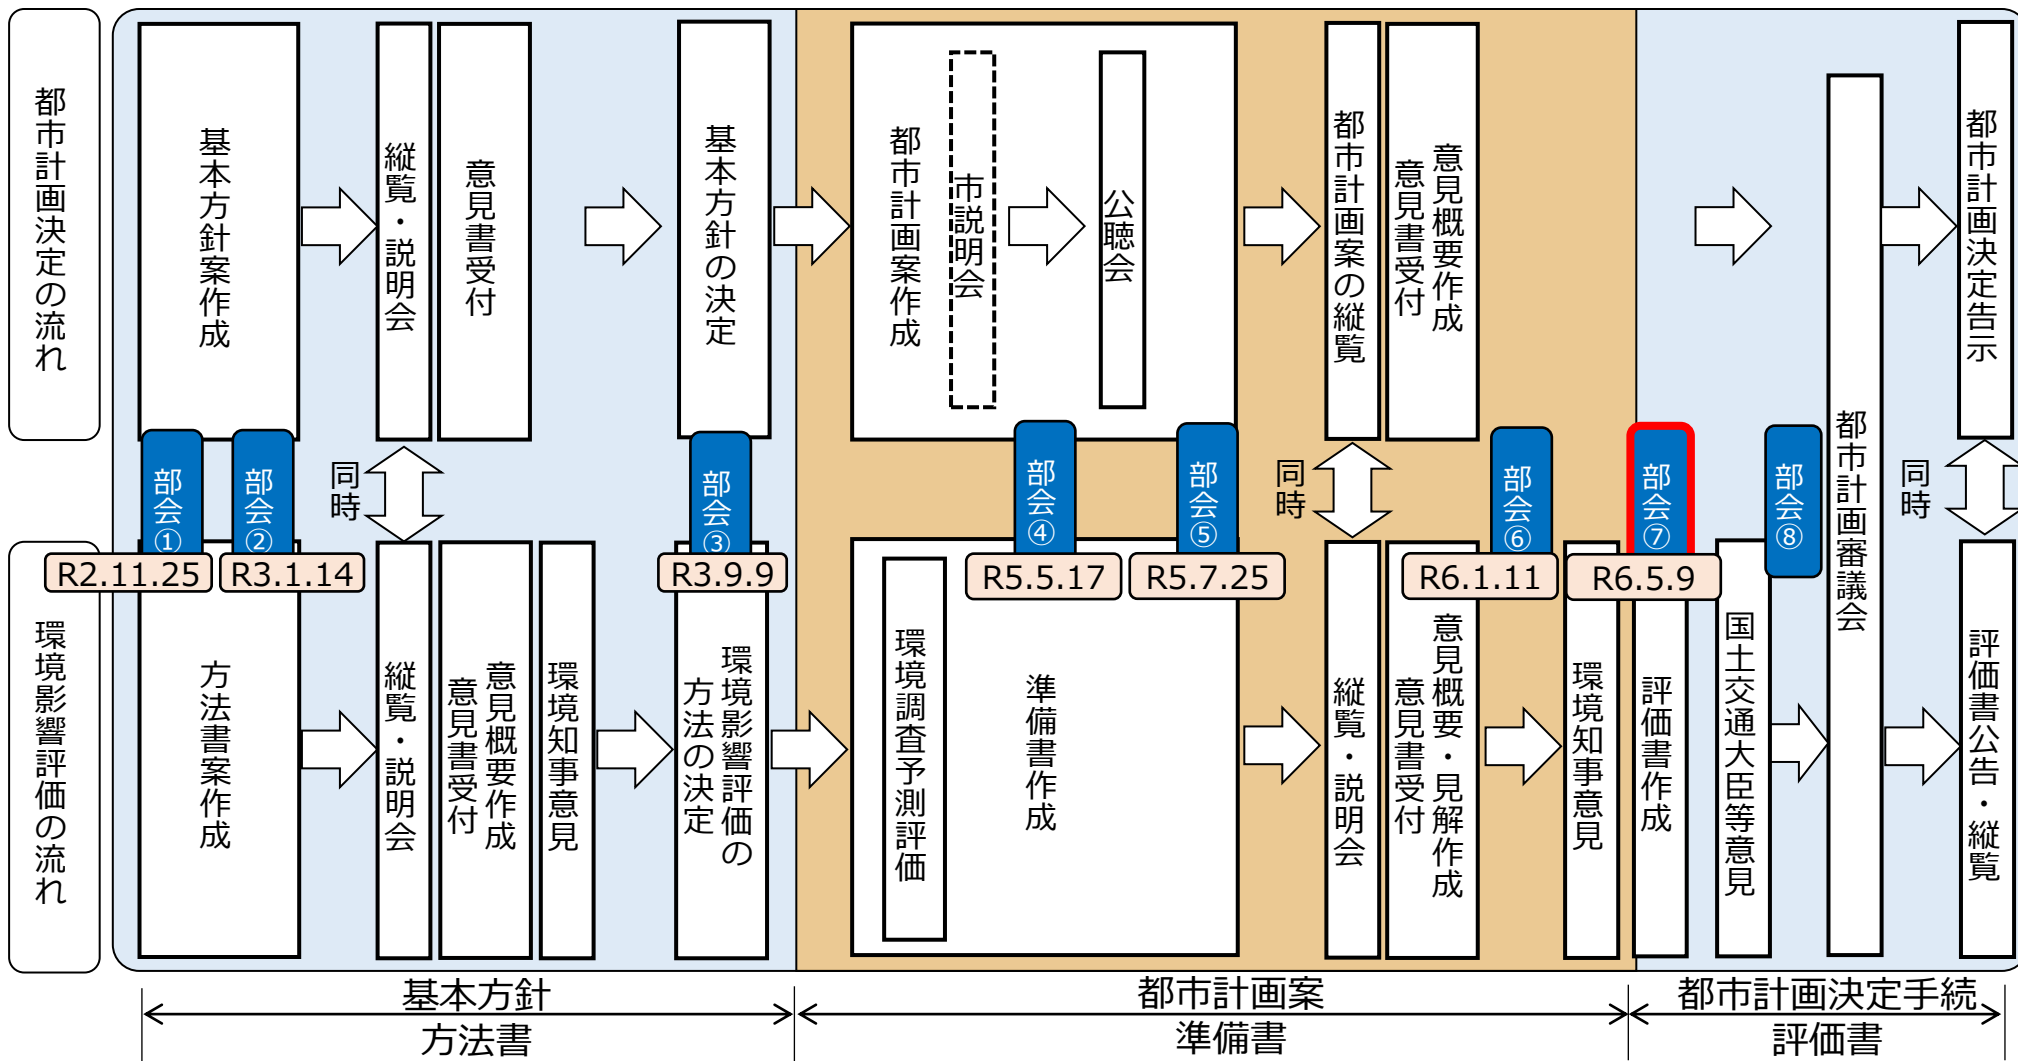 都市計画決定の流れ
基本方針案作成
縦覧・説明会
意見書受付
基本方針の決定
都市計画案作成
市説明会
公聴会
都市計画案の縦覧
意見概要作成
意見書受付
都市計画審議会
都市計画決定告示
部会①
R2.11.25
部会②
R3.1.14
同時
部会③
R3.9.9
部会④
R5.5.17
部会⑤
R5.7.25
同時
部会⑥
R6.1.11
部会⑦
R6.5.9
部会⑧
同時
環境影響評価の流れ
方法書案作成
縦覧・説明会
意見概要作成
意見書受付
環境知事意見
環境影響評価の
方法の決定
環境調査予測評価
準備書作成
縦覧・説明会
意見概要・見解作成
意見書受付
環境知事意見
評価書作成
国土交通大臣等意見
評価書公告・縦覧
基本方針
方法書
都市計画案
準備書
都市計画決定手続
評価書